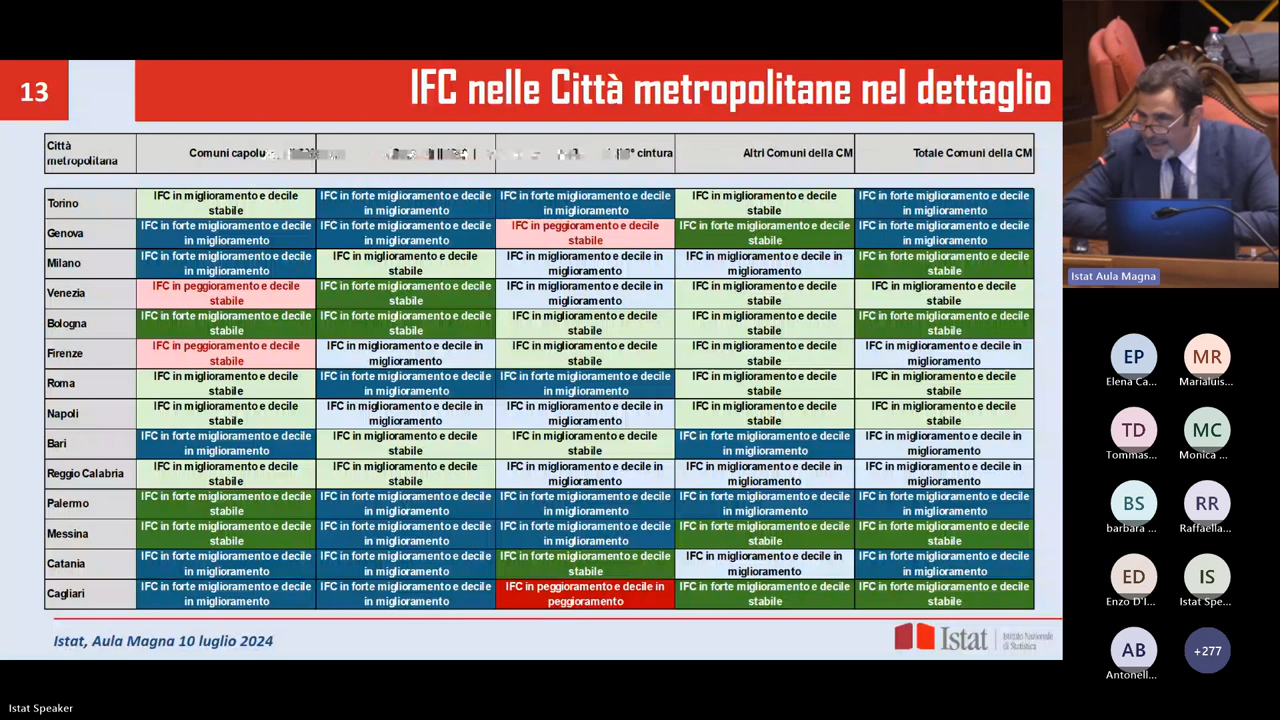 13
IFC nelle Città metropolitane nel dettaglio
Città
metropolitana
Comuni
cintura
Altri Comuni della CM
Totale Comuni della CM
Torino
IFC in miglioramento e decile
stabile
IFC in forte miglioramento e decile
in miglioramento
IFC in forte miglioramento e decile
in miglioramento
IFC in miglioramento e decile
stabile
IFC in forte miglioramento e decile
in miglioramento
Genova
IFC in forte miglioramento e decile
in miglioramento
IFC in forte miglioramento e decile
in miglioramento
IFC in peggioramento e decile
stabile
IFC in forte miglioramento e decile
stabile
IFC in forte miglioramento e decile
in miglioramento
Milano
IFC in forte miglioramento e decile
in miglioramento
IFC in miglioramento e decile
stabile
IFC in miglioramento e decile in
miglioramento
IFC in miglioramento e decile in
miglioramento
IFC in forte miglioramento e decile
stabile
Venezia
IFC in peggioramento e decile
stabile
IFC in forte miglioramento e decile
stabile
IFC in miglioramento e decile in
miglioramento
IFC in miglioramento e decile
stabile
IFC in miglioramento e decile
stabile
Bologna
IFC in forte miglioramento e decile
stabile
IFC in forte miglioramento e decile
stabile
IFC in miglioramento e decile
stabile
IFC in miglioramento e decile
stabile
IFC in forte miglioramento e decile
stabile
Firenze
IFC in peggioramento e decile
stabile
IFC in miglioramento e decile in
miglioramento
IFC in miglioramento e decile
stabile
IFC in miglioramento e decile
stabile
IFC in miglioramento e decile in
miglioramento
Roma
IFC in miglioramento e decile
stabile
IFC in forte miglioramento e decile
in miglioramento
IFC in forte miglioramento e decile
in miglioramento
IFC in miglioramento e decile
stabile
IFC in miglioramento e decile
stabile
Napoli
IFC in miglioramento e decile
stabile
IFC in miglioramento e decile in
miglioramento
IFC in miglioramento e decile in
miglioramento
IFC in miglioramento e decile
stabile
IFC in miglioramento e decile
stabile
Bari
IFC in forte miglioramento e decile
in miglioramento
IFC in miglioramento e decile
stabile
IFC in miglioramento e decile
stabile
IFC in forte miglioramento e decile
in miglioramento
IFC in miglioramento e decile in
miglioramento
Reggio Calabria
IFC in miglioramento e decile
stabile
IFC in miglioramento e decile
stabile
IFC in miglioramento e decile in
miglioramento
IFC in miglioramento e decile in
miglioramento
IFC in miglioramento e decile in
miglioramento
Palermo
IFC in forte miglioramento e decile
stabile
IFC in forte miglioramento e decile
in miglioramento
IFC in forte miglioramento e decile
in miglioramento
IFC in forte miglioramento e decile
in miglioramento
IFC in forte miglioramento e decile
in miglioramento
Messina
IFC in forte miglioramento e decile
stabile
IFC in forte miglioramento e decile
in miglioramento
IFC in forte miglioramento e decile
in miglioramento
IFC in forte miglioramento e decile
stabile
IFC in forte miglioramento e decile
stabile
Catania
IFC in forte miglioramento e decile
in miglioramento
IFC in forte miglioramento e decile
in miglioramento
IFC in forte miglioramento e decile
stabile
IFC in miglioramento e decile in
miglioramento
IFC in forte miglioramento e decile
in miglioramento
Cagliari
IFC in forte miglioramento e decile
in miglioramento
IFC in forte miglioramento e decile
in miglioramento
IFC in peggioramento e decile in
peggioramento
IFC in forte miglioramento e decile
stabile
IFC in forte miglioramento e decile
stabile
Istat, Aula Magna 10 luglio 2024
Istat
Istituto Nazionale
di Statistica
Istat Aula Magna
EP
MR
Elena Ca...
Marialuis...
TD
MC
Tommas...
Monica ...
BS
RR
barbara ...
Raffaella...
ED
IS
Enzo D'I...
Istat Spe...
AB
+277
Antonell...
Istat Speaker